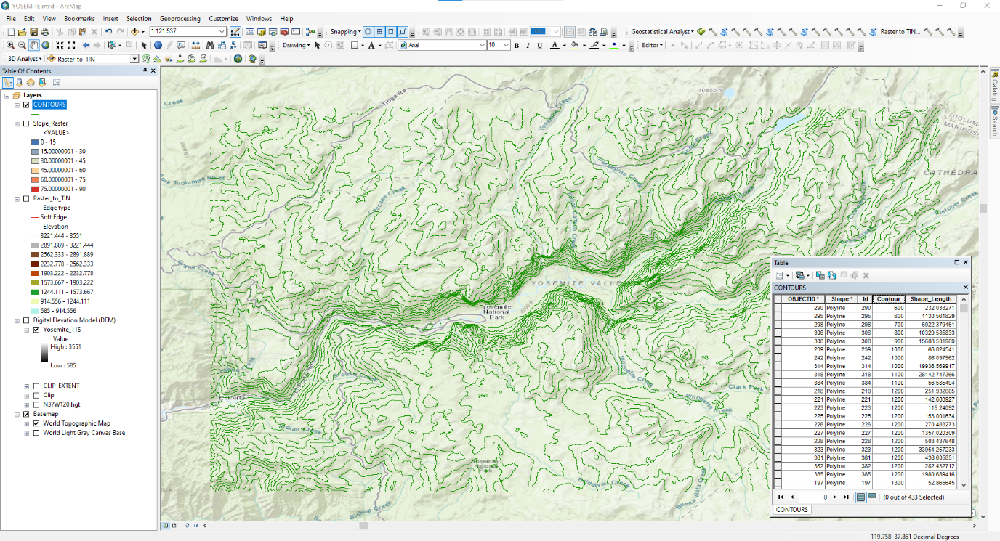 YOSEMITE.mxd - ArcMap
File Edit View Bookmarks Insert Selection Geoprocessing Customize Windows Help
1:121,537 Snapping Geostatistical Analyst Raster to TIN...
Drawing A Arial 10 B I U A Editor
3D Analyst Raster_to_TIN
Table Of Contents
Layers
CONTOURS
Slope_Raster
<VALUE>
0 - 15
15.00000001 - 30
30.00000001 - 45
45.00000001 - 60
60.00000001 - 75
75.00000001 - 90
Raster_to_TIN
Edge type
Soft Edge
Elevation
3221.444 - 3551
2891.889 - 3221.444
2562.333 - 2891.889
2232.778 - 2562.333
1903.222 - 2232.778
1573.667 - 1903.222
1244.111 - 1573.667
914.556 - 1244.111
585 - 914.556
Digital Elevation Model (DEM)
Yosemite_11S
Value
High : 3551
Low : 585
CLIP_EXTENT
Clip
N37W120.hgt
Basemap
World Topographic Map
World Light Gray Canvas Base
Catalog
Search
Creek
Tioga Rd
10855 ft
TUOLUMN
MARIPOSA
Porcupine Creek
CATHEDRA
Cascade Creek
Fletcher Creek
YOSEMITE VALLE
Yosemite
National
Park
Grouse Creek
Illilouette Creek
Clark Fork
El Portal
Indian Creek
Yosemite
National
Park
Bridalveil Creek
Buena Vista Creek
Bishop Creek
Table
CONTOURS
OBJECTID * Shape * Id Contour Shape_Length
290 Polyline 290 600 232.033271
295 Polyline 295 600 1130.561829
298 Polyline 298 700 6922.379451
306 Polyline 306 800 10329.585833
308 Polyline 308 900 15688.501989
239 Polyline 239 1000 66.824541
242 Polyline 242 1000 86.097562
314 Polyline 314 1000 19936.569917
318 Polyline 318 1100 28142.747366
384 Polyline 384 1100 56.585494
218 Polyline 218 1200 251.932685
221 Polyline 221 1200 142.683927
223 Polyline 223 1200 115.24092
225 Polyline 225 1200 153.001634
226 Polyline 226 1200 270.483273
227 Polyline 227 1200 1357.020309
228 Polyline 228 1200 503.437648
323 Polyline 323 1200 33954.257233
381 Polyline 381 1200 438.605851
382 Polyline 382 1200 282.432712
385 Polyline 385 1200 1980.689416
197 Polyline 197 1300 52.865645
0 (0 out of 433 Selected)
CONTOURS
-119.758 37.861 Decimal Degrees